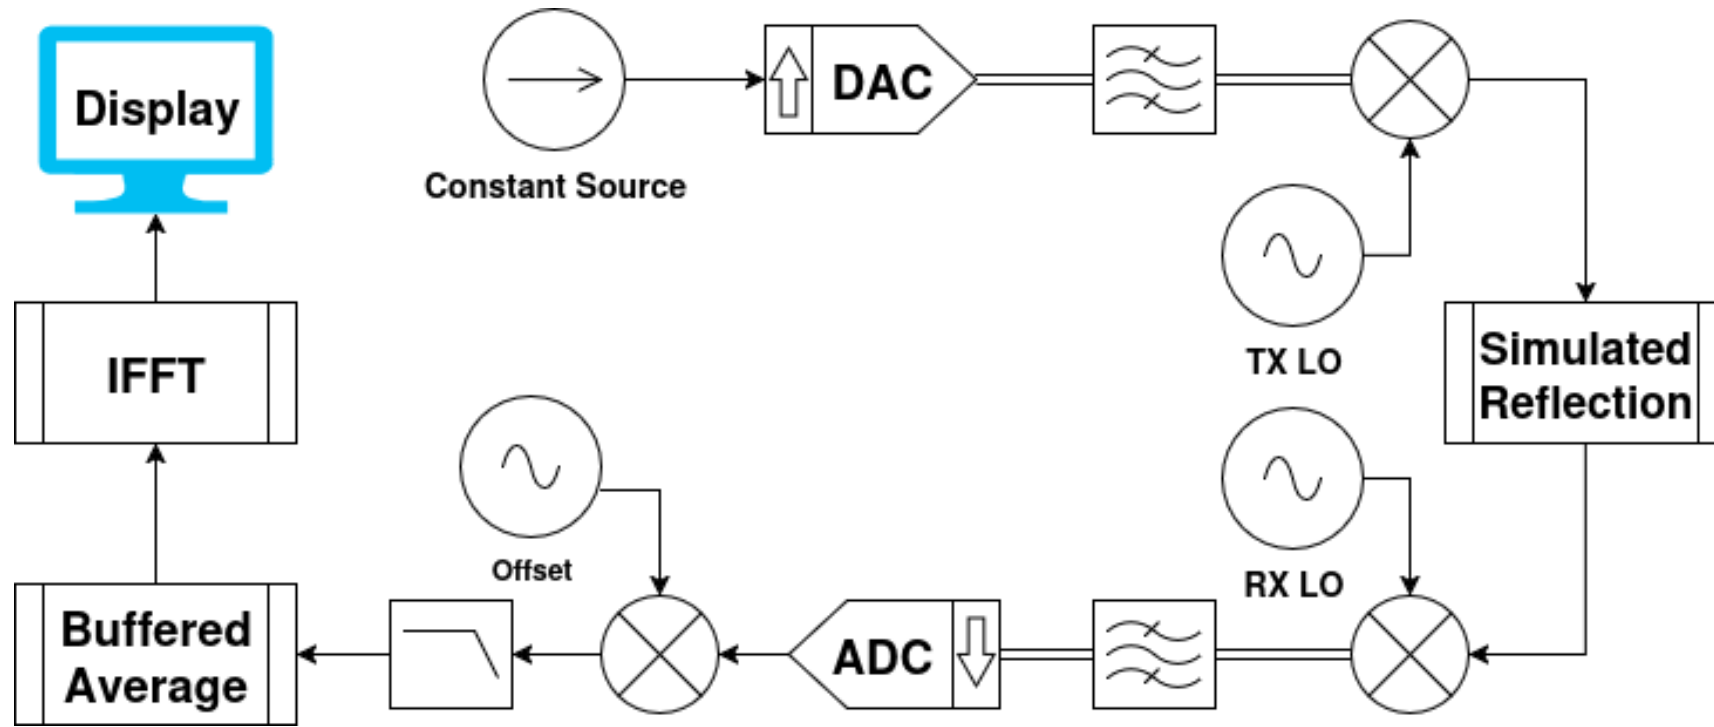 Display
Constant Source
DAC
TX LO
Simulated
Reflection
IFFT
RX LO
Offset
ADC
Buffered
Average